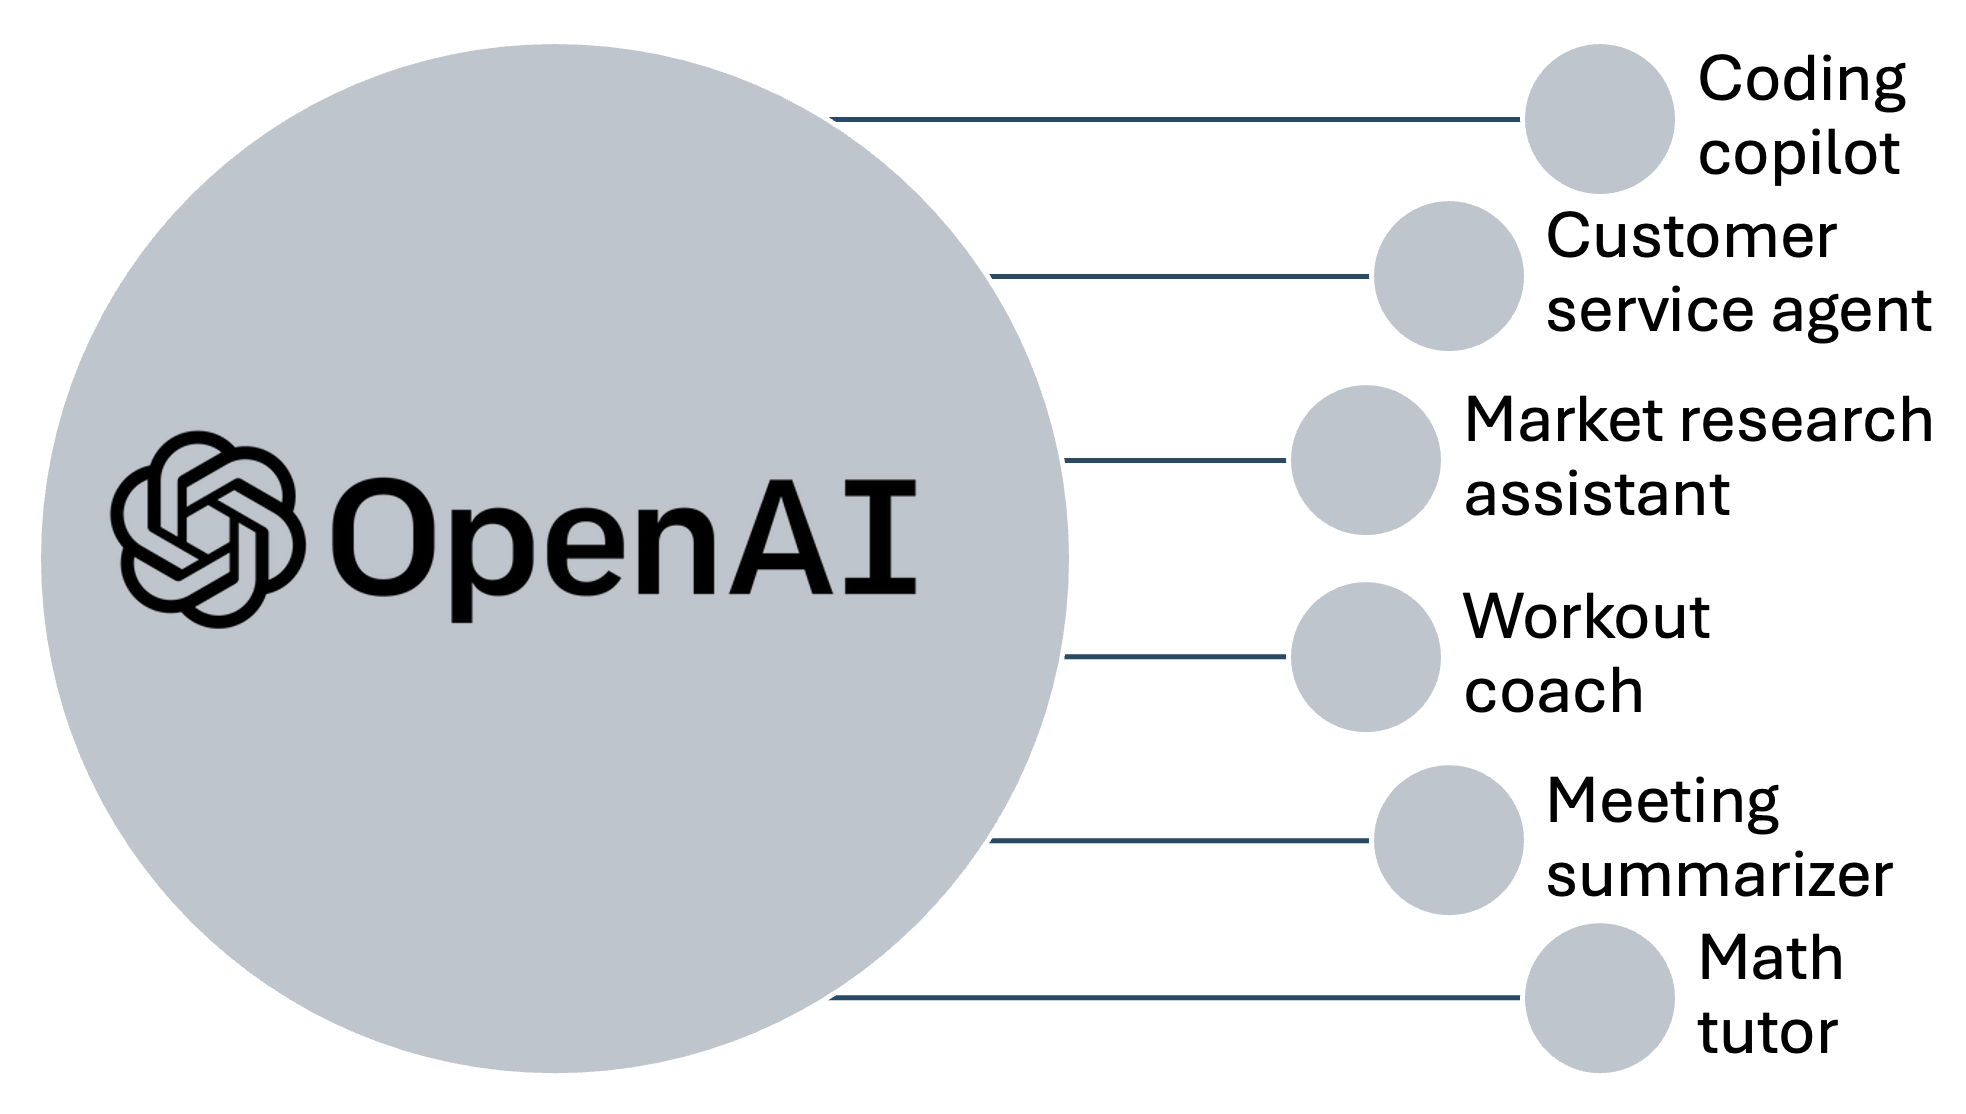 OpenAI
Coding
copilot
Customer
service agent
Market research
assistant
Workout
coach
Meeting
summarizer
Math
tutor